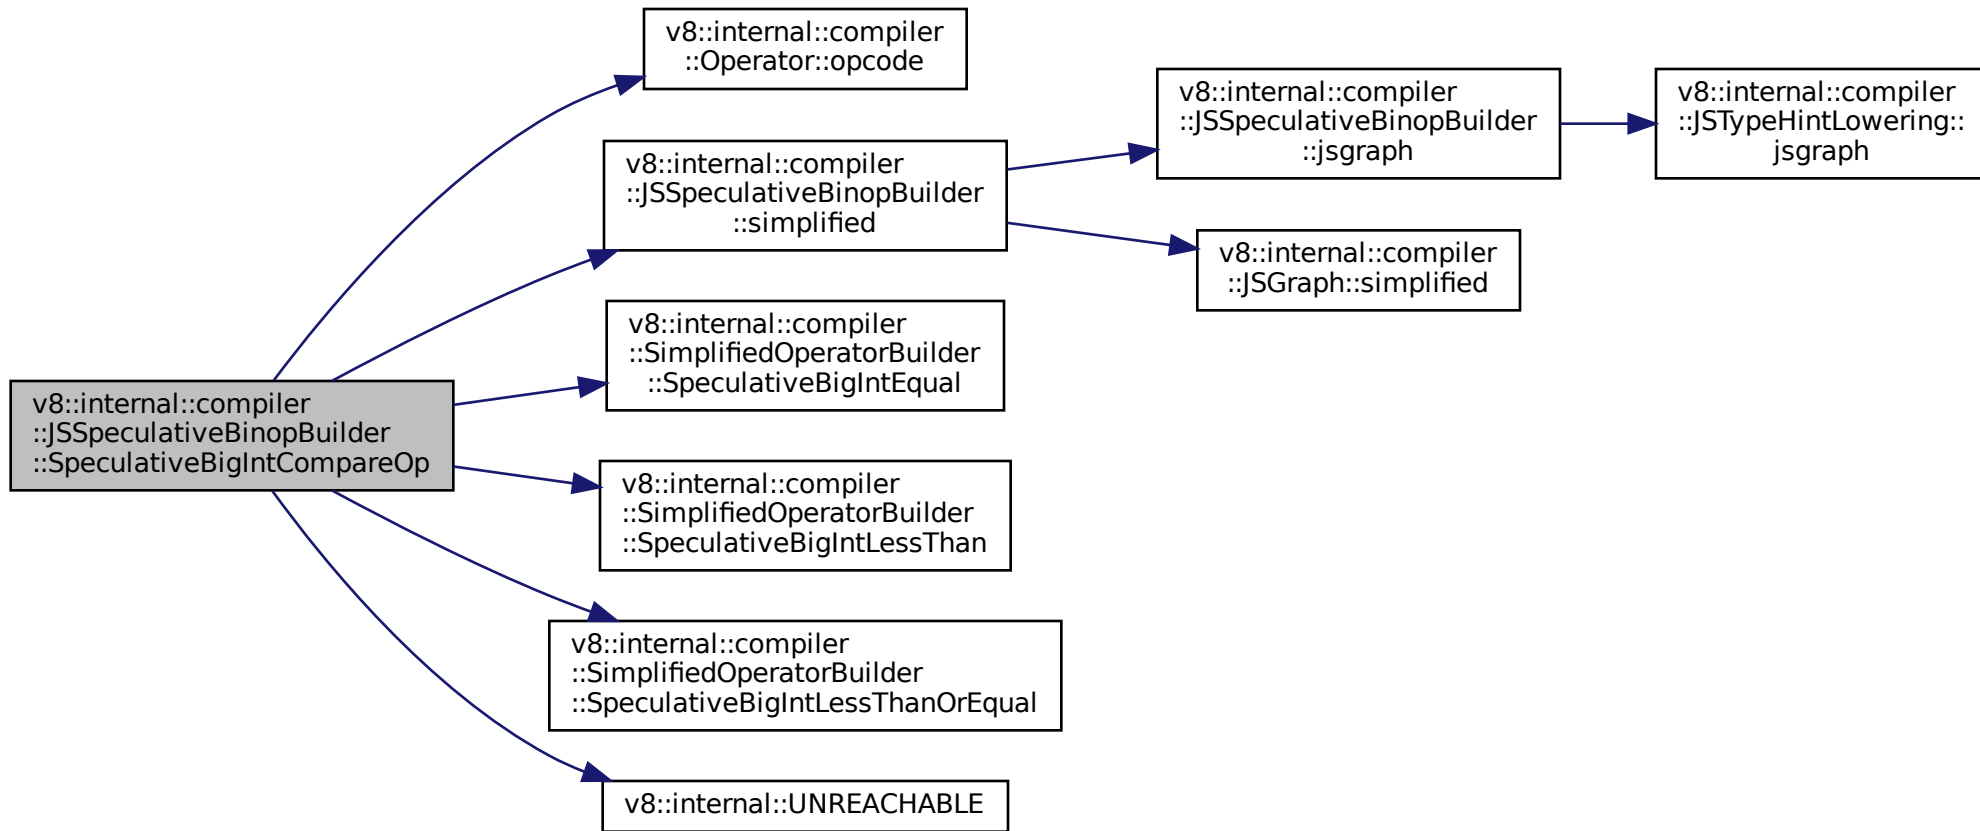 v8::internal::compiler
::JSSpeculativeBinopBuilder
::SpeculativeBigIntCompareOp
v8::internal::compiler
::Operator::opcode
v8::internal::compiler
::JSSpeculativeBinopBuilder
::simplified
v8::internal::compiler
::JSSpeculativeBinopBuilder
::jsgraph
v8::internal::compiler
::JSTypeHintLowering::
jsgraph
v8::internal::compiler
::JSGraph::simplified
v8::internal::compiler
::SimplifiedOperatorBuilder
::SpeculativeBigIntEqual
v8::internal::compiler
::SimplifiedOperatorBuilder
::SpeculativeBigIntLessThan
v8::internal::compiler
::SimplifiedOperatorBuilder
::SpeculativeBigIntLessThanOrEqual
v8::internal::UNREACHABLE